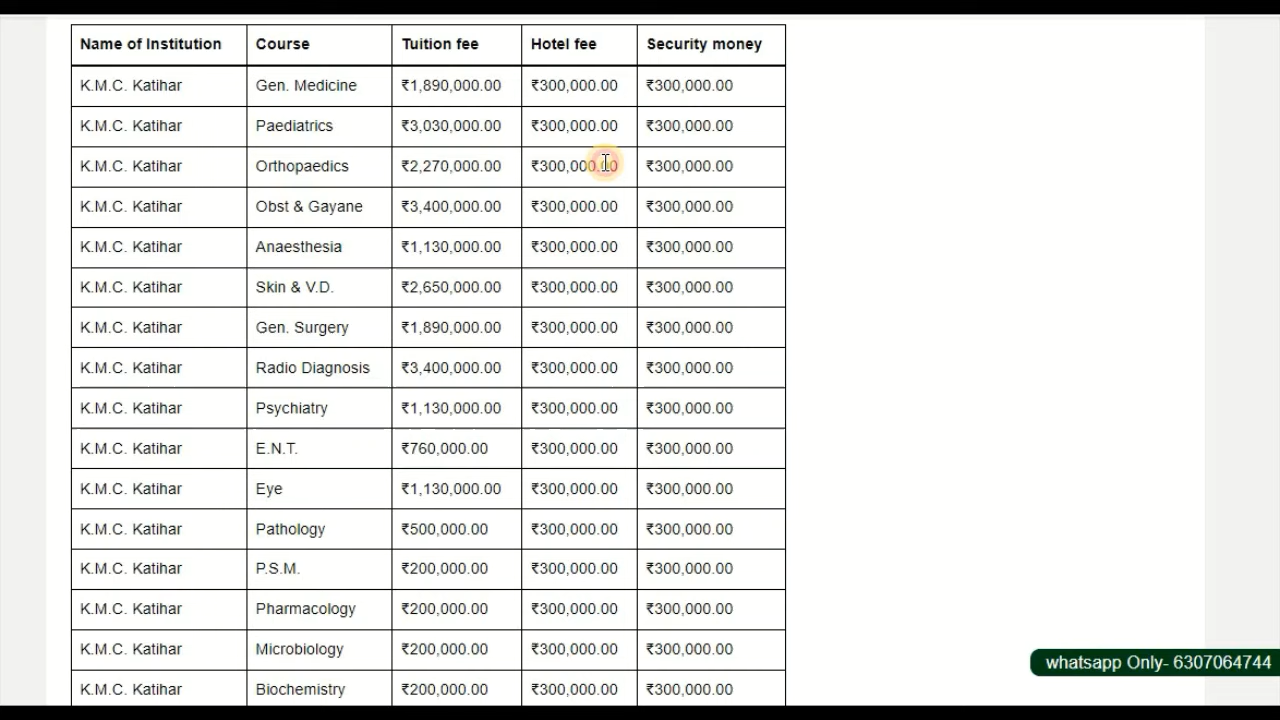 Name of Institution Course Tuition fee Hotel fee Security money
K.M.C. Katihar Gen. Medicine ₹1,890,000.00 ₹300,000.00 ₹300,000.00
K.M.C. Katihar Paediatrics ₹3,030,000.00 ₹300,000.00 ₹300,000.00
K.M.C. Katihar Orthopaedics ₹2,270,000.00 ₹300,000.00 ₹300,000.00
K.M.C. Katihar Obst & Gayane ₹3,400,000.00 ₹300,000.00 ₹300,000.00
K.M.C. Katihar Anaesthesia ₹1,130,000.00 ₹300,000.00 ₹300,000.00
K.M.C. Katihar Skin & V.D. ₹2,650,000.00 ₹300,000.00 ₹300,000.00
K.M.C. Katihar Gen. Surgery ₹1,890,000.00 ₹300,000.00 ₹300,000.00
K.M.C. Katihar Radio Diagnosis ₹3,400,000.00 ₹300,000.00 ₹300,000.00
K.M.C. Katihar Psychiatry ₹1,130,000.00 ₹300,000.00 ₹300,000.00
K.M.C. Katihar E.N.T. ₹760,000.00 ₹300,000.00 ₹300,000.00
K.M.C. Katihar Eye ₹1,130,000.00 ₹300,000.00 ₹300,000.00
K.M.C. Katihar Pathology ₹500,000.00 ₹300,000.00 ₹300,000.00
K.M.C. Katihar P.S.M. ₹200,000.00 ₹300,000.00 ₹300,000.00
K.M.C. Katihar Pharmacology ₹200,000.00 ₹300,000.00 ₹300,000.00
K.M.C. Katihar Microbiology ₹200,000.00 ₹300,000.00 ₹300,000.00
whatsapp Only- 6307064744
K.M.C. Katihar Biochemistry ₹200,000.00 ₹300,000.00 ₹300,000.00